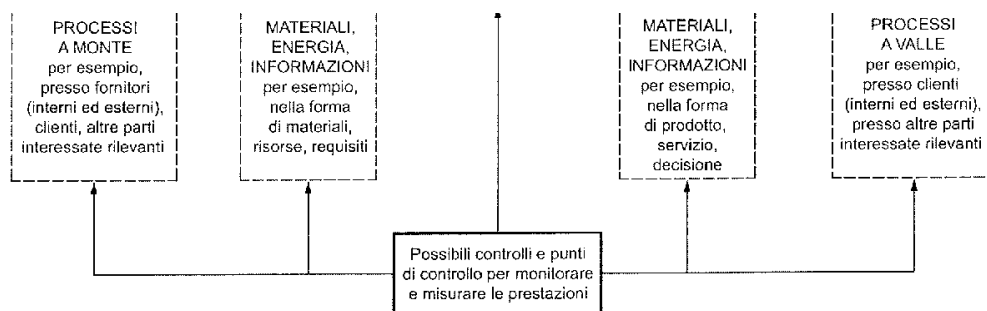 PROCESSI
A MONTE
per esempio,
presso fornitori
(interni ed esterni),
clienti, altre parti
interessate rilevanti
MATERIALI,
ENERGIA,
INFORMAZIONI
per esempio,
nella forma
di materiali,
risorse, requisiti
MATERIALI,
ENERGIA,
INFORMAZIONI
per esempio,
nella forma
di prodotto,
servizio,
decisione
PROCESSI
A VALLE
per esempio,
presso clienti
(interni ed esterni),
presso altre parti
interessate rilevanti
Possibili controlli e punti
di controllo per monitorare
e misurare le prestazioni